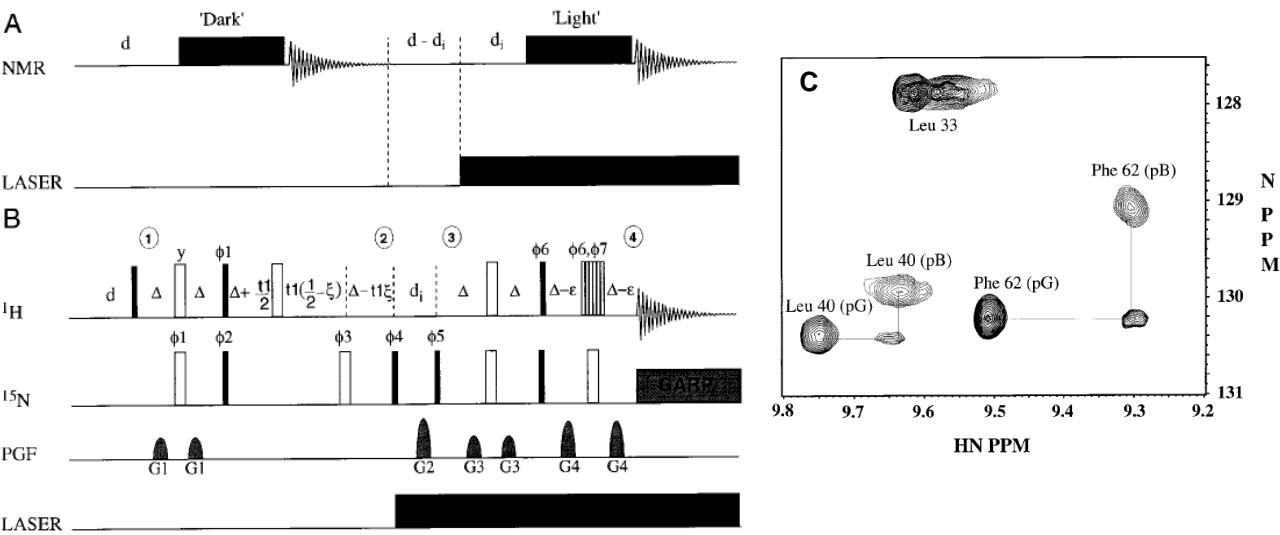 A
'Dark'
'Light'
d
d - di
di
NMR
LASER
B
1
2
3
4
y
ϕ1
ϕ6
ϕ6,ϕ7
d
Δ
Δ
Δ+ t1/2
t1(1/2-ξ)
Δ- t1ξ
di
Δ
Δ
Δ-ε
Δ-ε
1H
ϕ1
ϕ2
ϕ3
ϕ4
ϕ5
15N
GARP
PGF
G1
G1
G2
G3
G3
G4
G4
LASER
C
Leu 33
Phe 62 (pB)
Leu 40 (pB)
Leu 40 (pG)
Phe 62 (pG)
128
129
130
131
N PPM
9.8
9.7
9.6
9.5
9.4
9.3
9.2
HN PPM